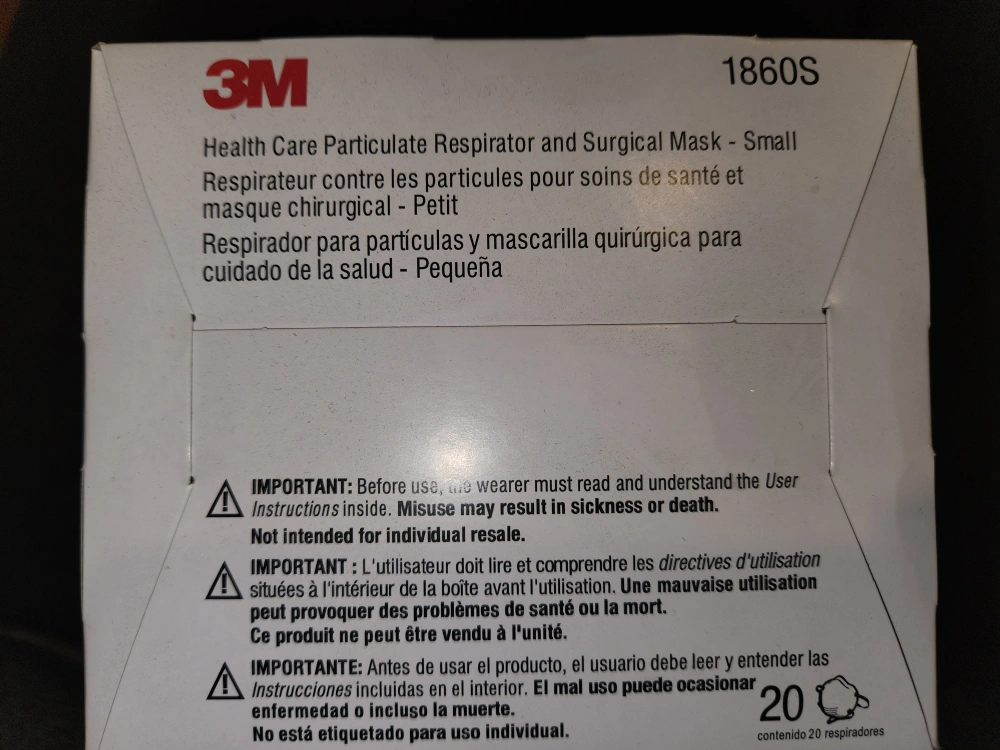 3M
1860S
Health Care Particulate Respirator and Surgical Mask - Small
Respirateur contre les particules pour soins de santé et
masque chirurgical - Petit
Respirador para partículas y mascarilla quirúrgica para
cuidado de la salud - Pequeña
IMPORTANT: Before use, the wearer must read and understand the User
Instructions inside. Misuse may result in sickness or death.
Not intended for individual resale.
IMPORTANT : L'utilisateur doit lire et comprendre les directives d'utilisation
situées à l'intérieur de la boîte avant l'utilisation. Une mauvaise utilisation
peut provoquer des problèmes de santé ou la mort.
Ce produit ne peut être vendu à l'unité.
IMPORTANTE: Antes de usar el producto, el usuario debe leer y entender las
Instrucciones incluidas en el interior. El mal uso puede ocasionar
enfermedad o incluso la muerte.
No está etiquetado para uso individual.
20
contenido 20 respiradores